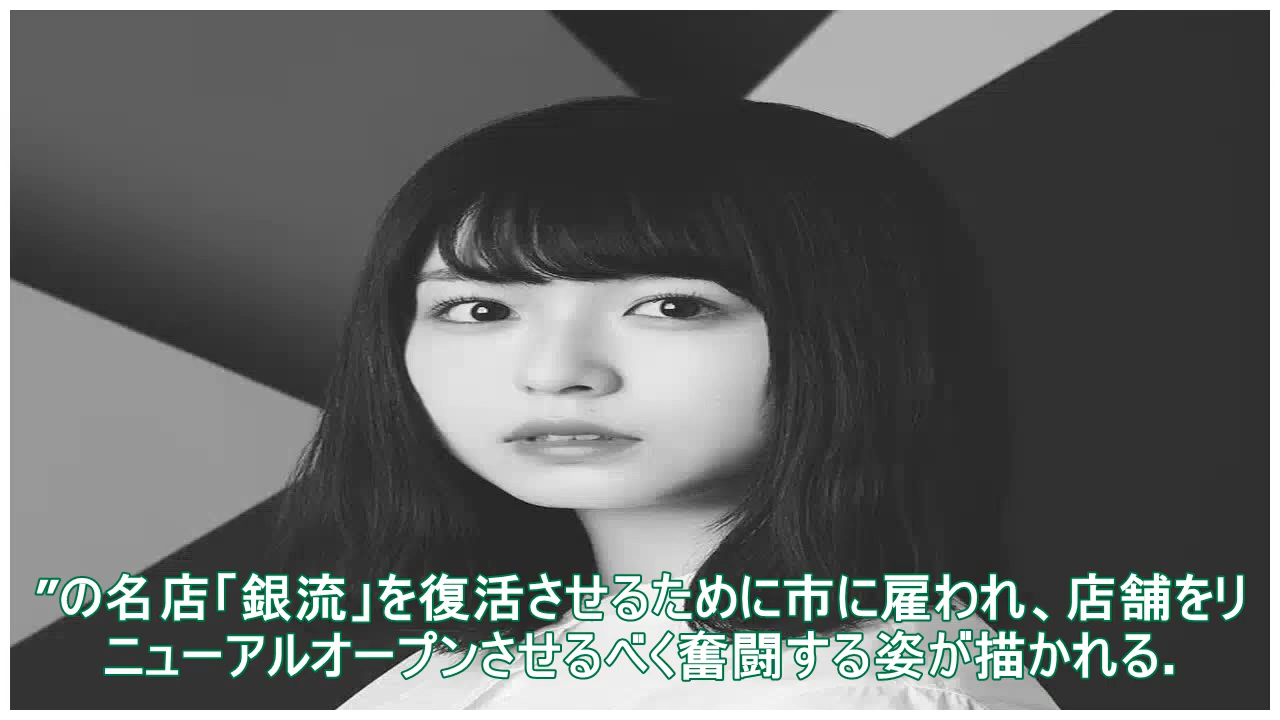 ”の名店「銀流」を復活させるために市に雇われ、店舗をリ
ニューアルオープンさせるべく奮闘する姿が描かれる.